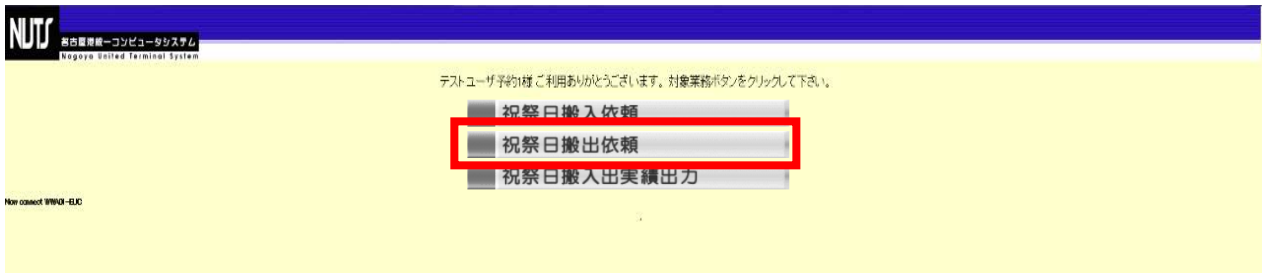 NUTS
名古屋港統一コンピュータシステム
Nagoya United Terminal System
テストユーザ予約1様 ご利用ありがとうございます。対象業務ボタンをクリックして下さい。
祝祭日搬入依頼
祝祭日搬出依頼
祝祭日搬入出実績出力
Now connect